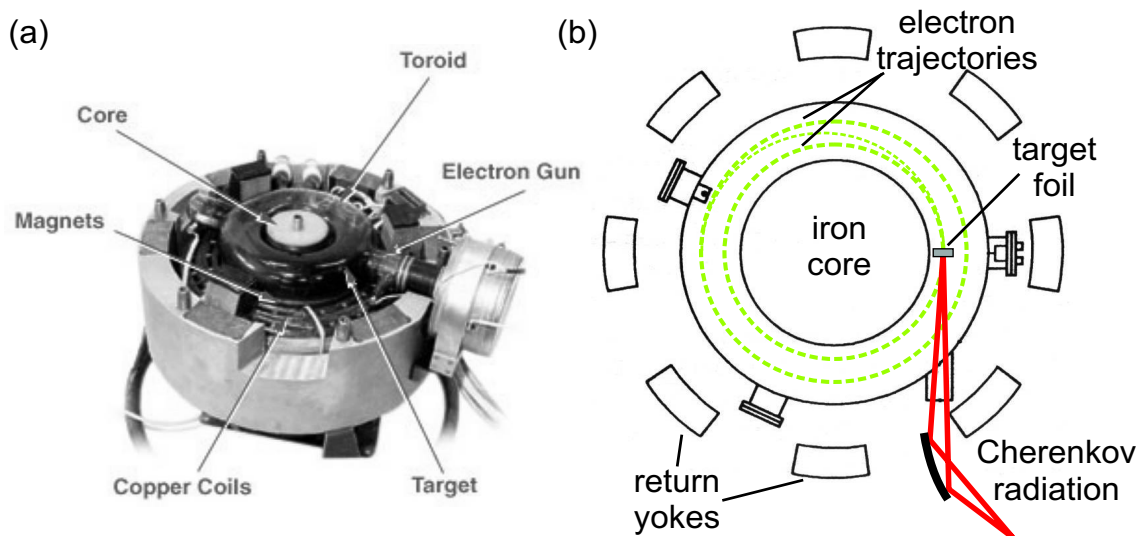 (a)
Toroid
Core
Electron Gun
Magnets
Copper Coils
Target
(b)
electron
trajectories
target
foil
iron
core
Cherenkov
radiation
return
yokes